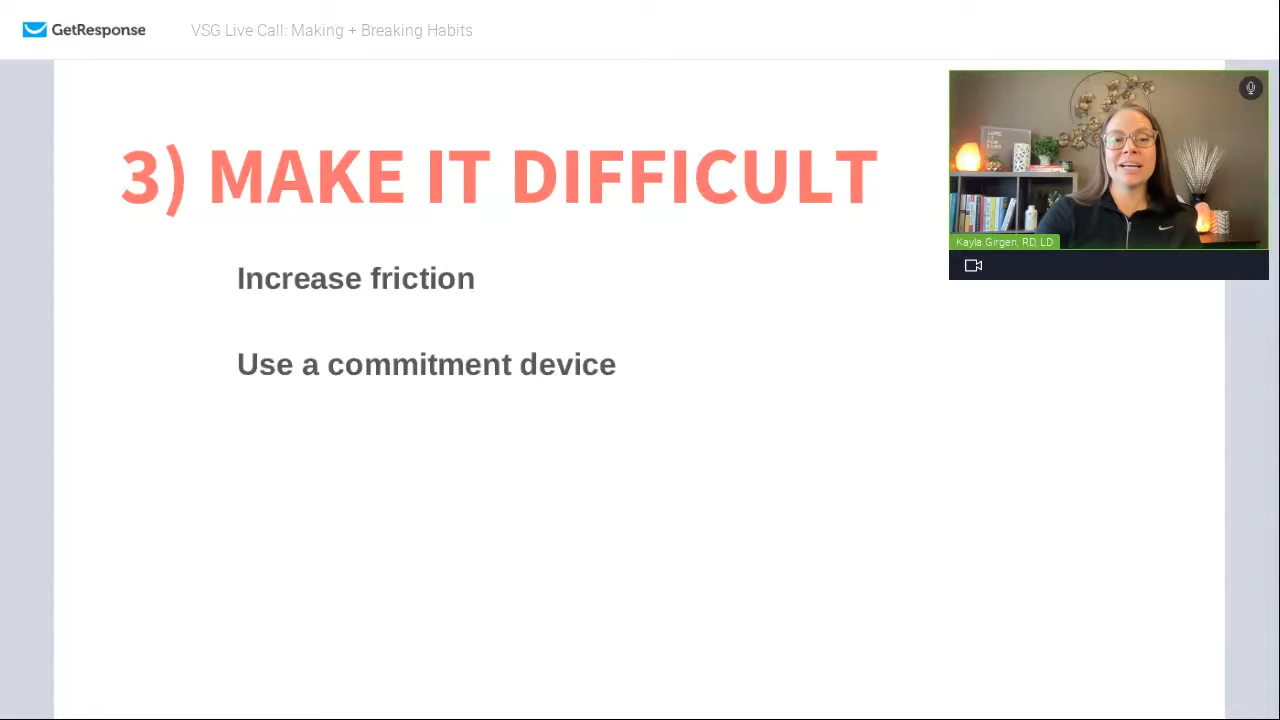 GetResponse
VSG Live Call: Making + Breaking Habits
3) MAKE IT DIFFICULT
Increase friction
Use a commitment device
Kayla Girgen, RD, LD